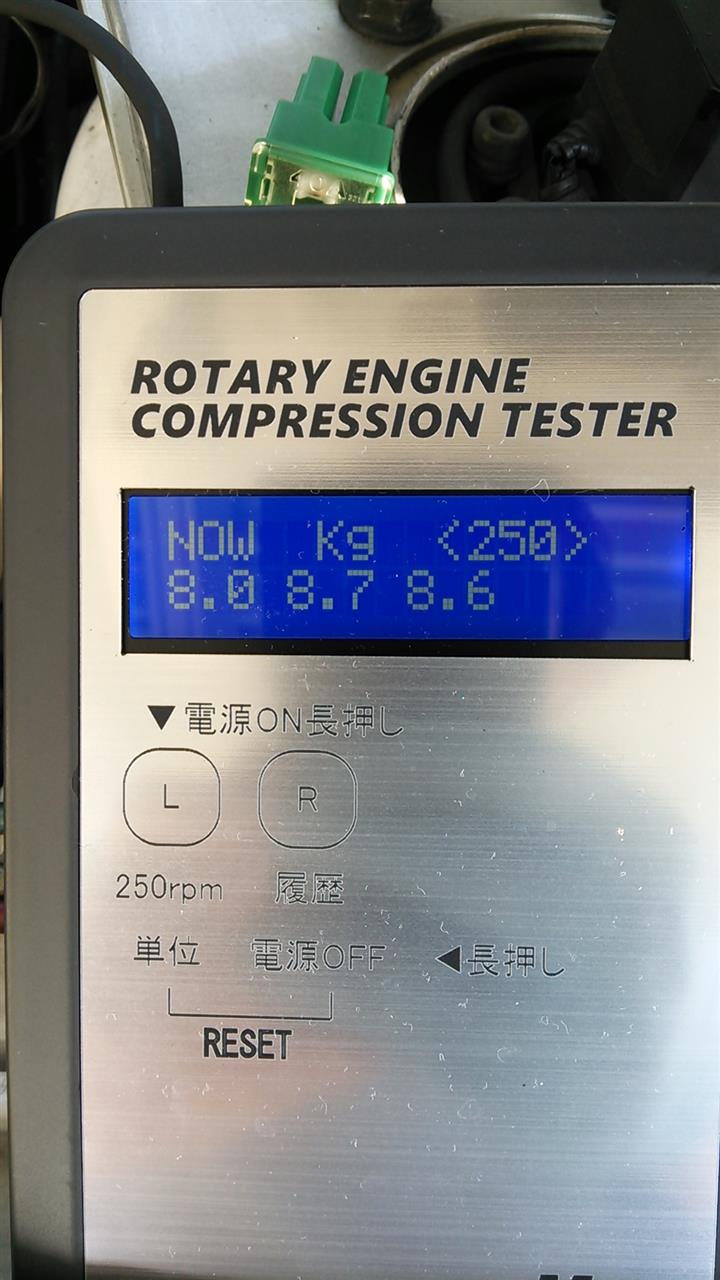 ROTARY ENGINE
COMPRESSION TESTER
NOW Kg <250>
8.0 8.7 8.6
▼電源ON長押し
L R
250rpm 履歴
単位 電源OFF ◀長押し
RESET